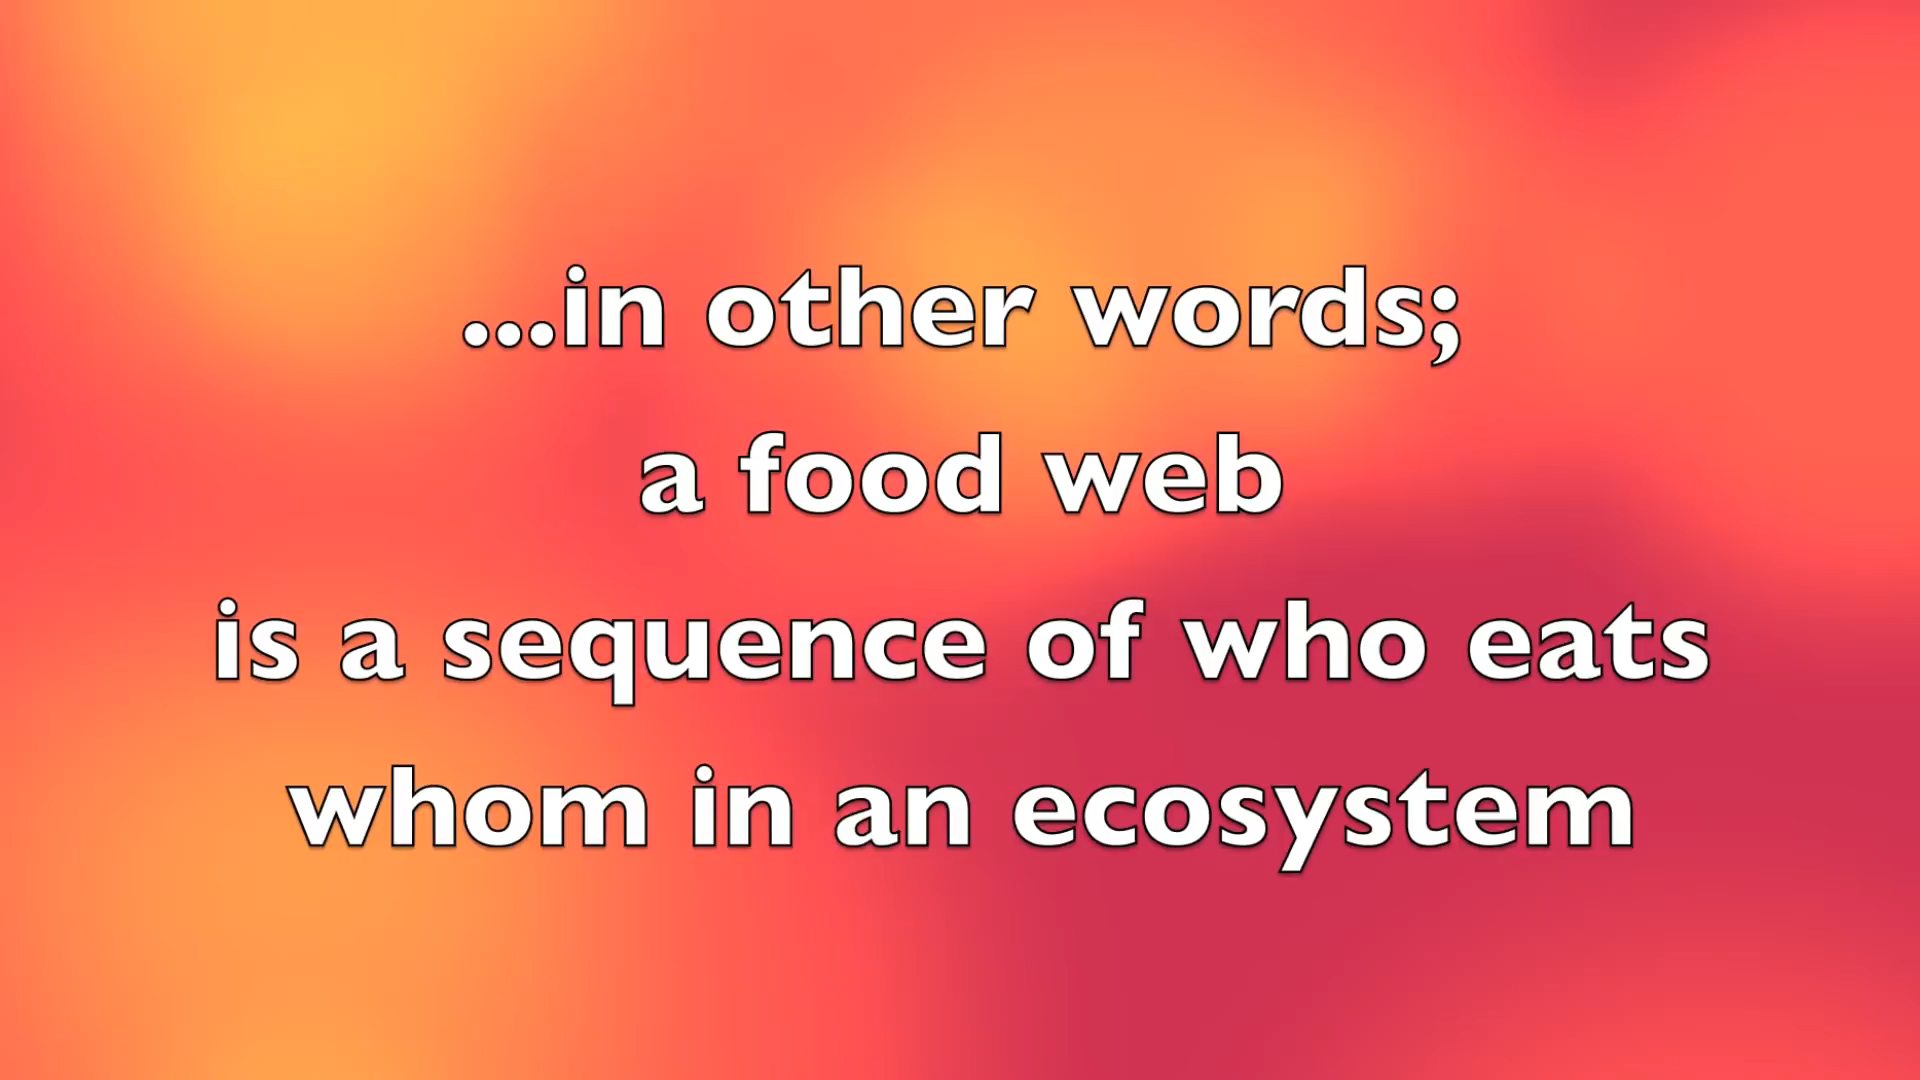 ...in other words;
a food web
is a sequence of who eats
whom in an ecosystem